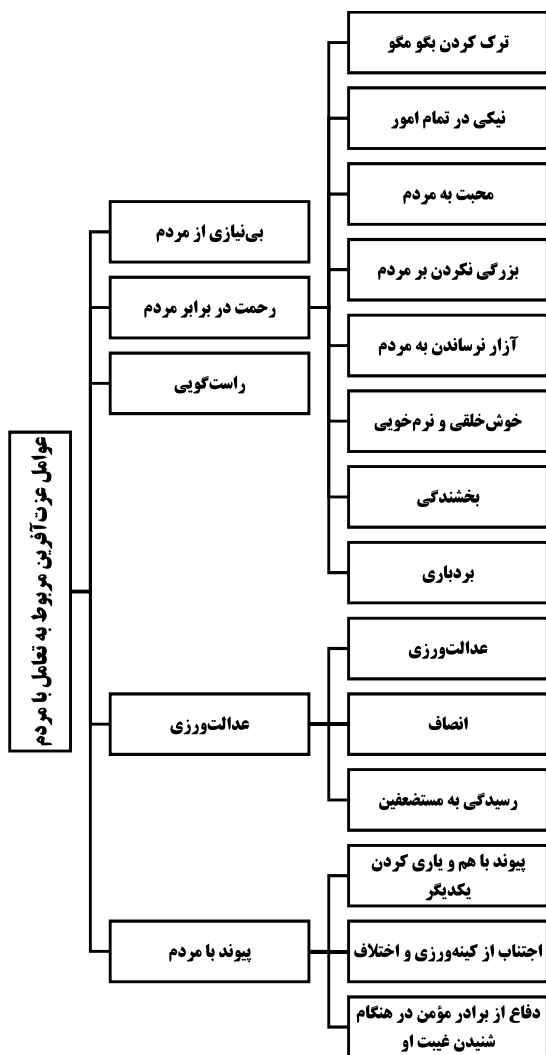 عوامل عزت‌آفرین مربوط به تعامل با مردم
بی‌نیازی از مردم
رحمت در برابر مردم
ترک کردن بگو مگو
نیکی در تمام امور
محبت به مردم
بزرگی نکردن بر مردم
آزار نرساندن به مردم
خوش‌خلقی و نرم‌خویی
بخشندگی
بردباری
راست‌گویی
عدالت‌ورزی
عدالت‌ورزی
انصاف
رسیدگی به مستضعفین
پیوند با مردم
پیوند با هم و یاری کردن
یکدیگر
اجتناب از کینه‌ورزی و اختلاف
دفاع از برادر مؤمن در هنگام
شنیدن غیبت او